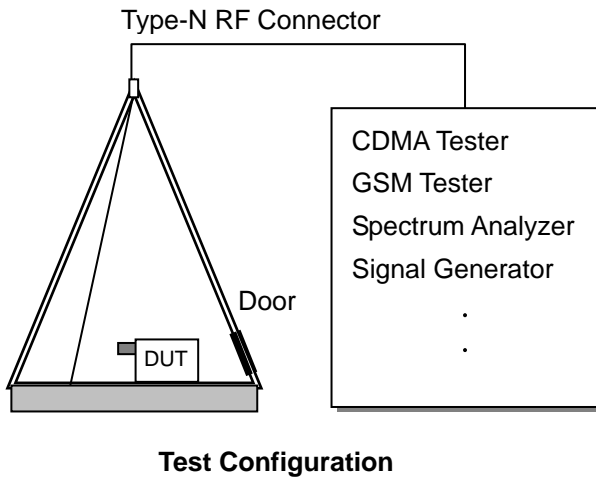 Type-N RF Connector
CDMA Tester
GSM Tester
Spectrum Analyzer
Signal Generator
.
.
Door
DUT
Test Configuration